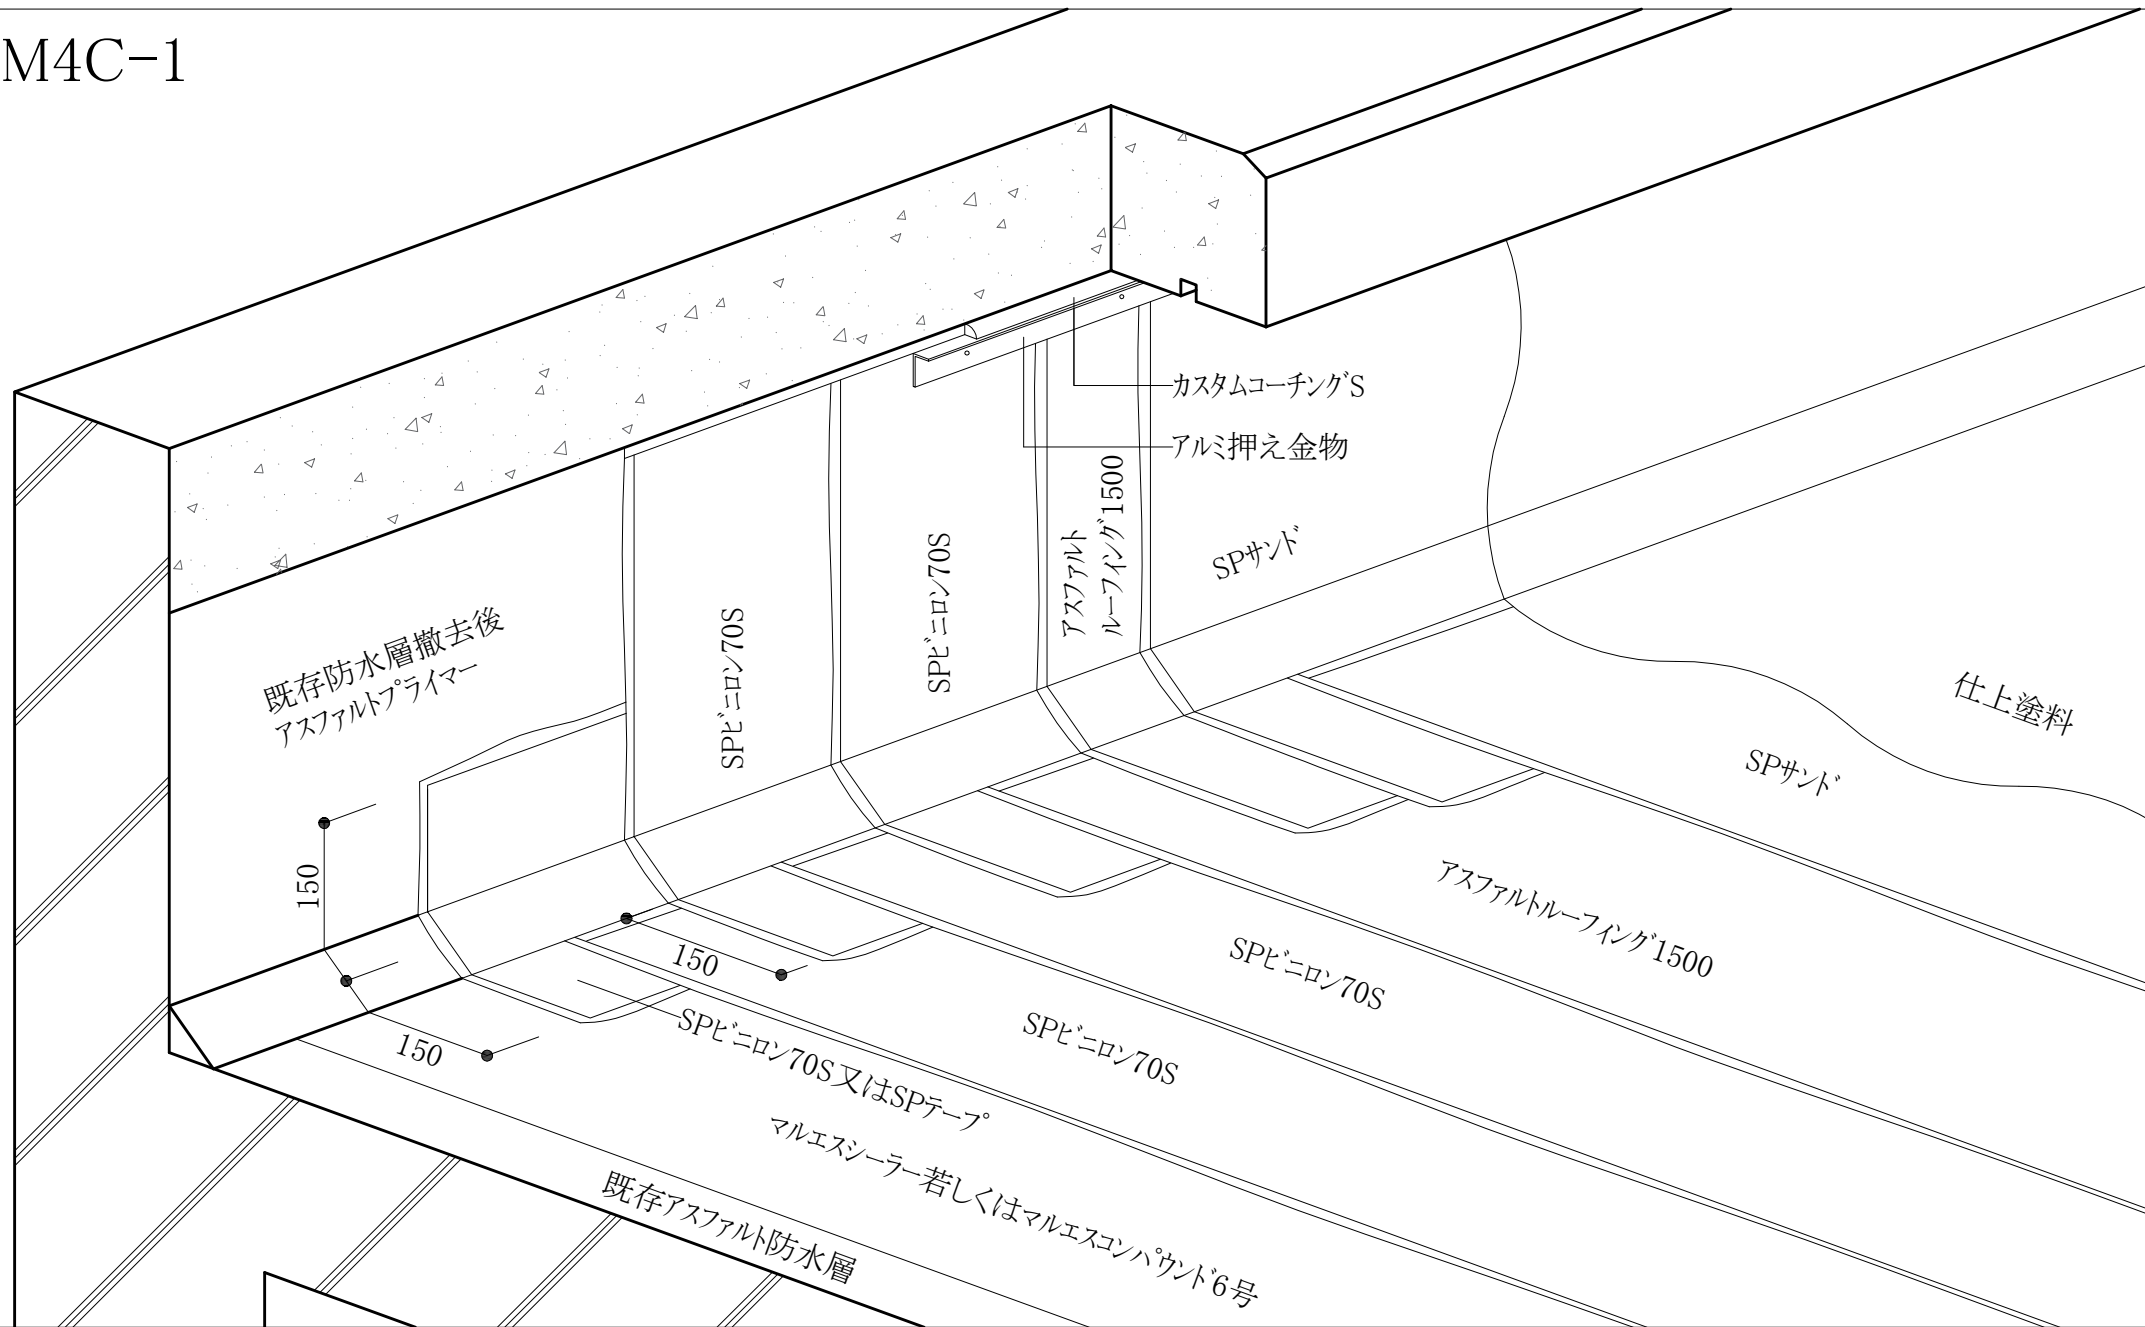 M4C-1
カスタムコーチングS
アルミ押え金物
アスファルト
ルーフィング1500
SPビニロン70S
SPビニロン70S
SPサンド
既存防水層撤去後
アスファルトプライマー
仕上塗料
SPサンド
アスファルトルーフィング1500
SPビニロン70S
SPビニロン70S
150
150
150
SPビニロン70S又はSPテープ
マルエスシーラー若しくはマルエスコンパウンド6号
既存アスファルト防水層